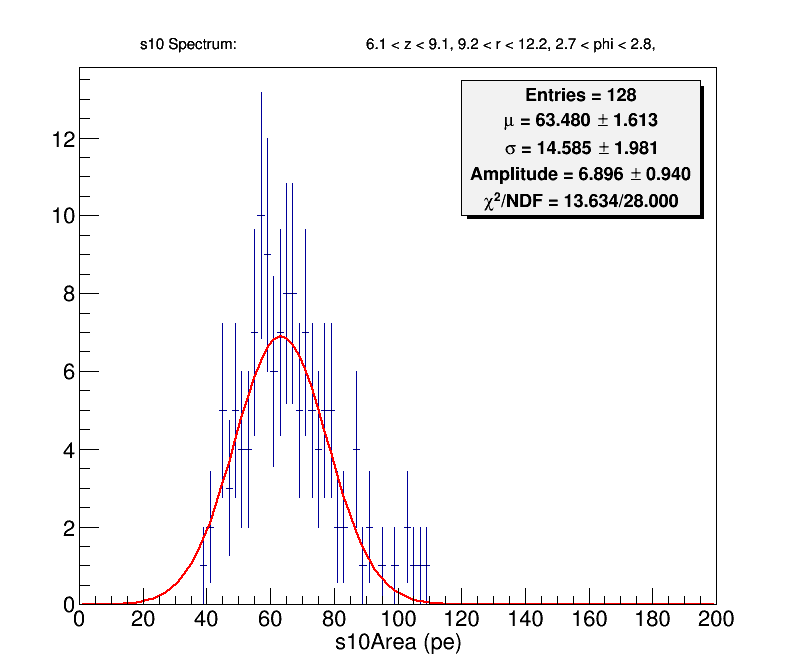 s10 Spectrum: 6.1 < z < 9.1, 9.2 < r < 12.2, 2.7 < phi < 2.8,
Entries = 128
μ = 63.480 ± 1.613
σ = 14.585 ± 1.981
Amplitude = 6.896 ± 0.940
χ²/NDF = 13.634/28.000
12
10
8
6
4
2
0
0 20 40 60 80 100 120 140 160 180 200
s10Area (pe)